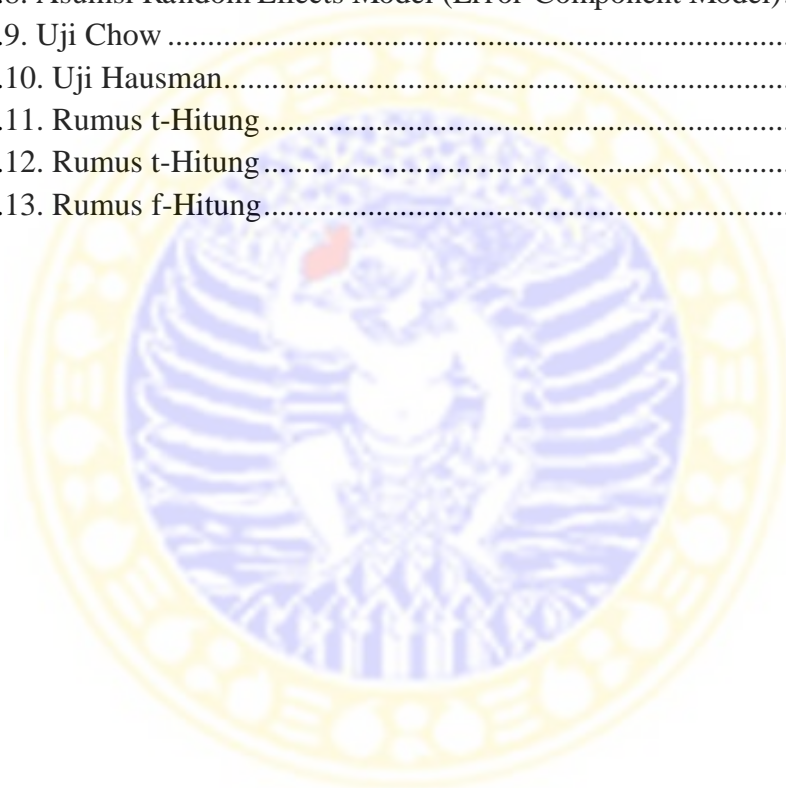 .8. Asumsi Random Effects Model (Error Component Model)
.9. Uji Chow ..........................................................................
.10. Uji Hausman..........................................................................
.11. Rumus t-Hitung ..........................................................................
.12. Rumus t-Hitung ..........................................................................
.13. Rumus f-Hitung..........................................................................